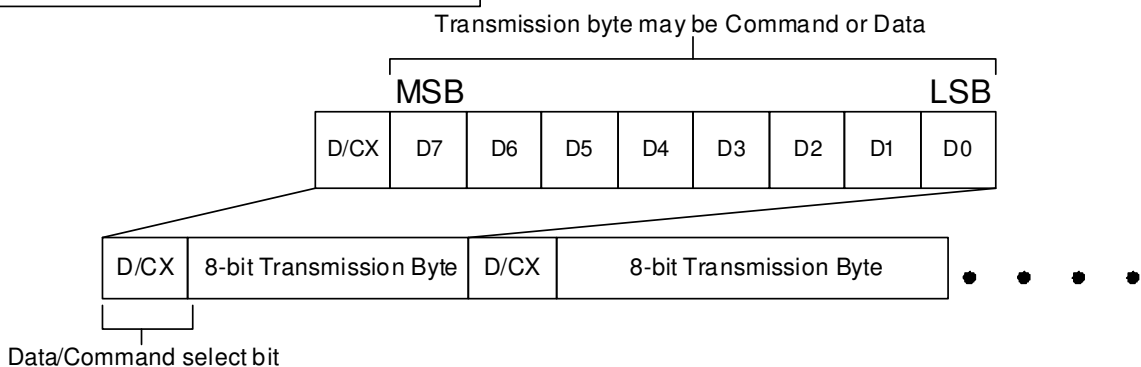 Transmission byte may be Command or Data
MSB LSB
D/CX D7 D6 D5 D4 D3 D2 D1 D0
D/CX 8-bit Transmission Byte D/CX 8-bit Transmission Byte
Data/Command select bit